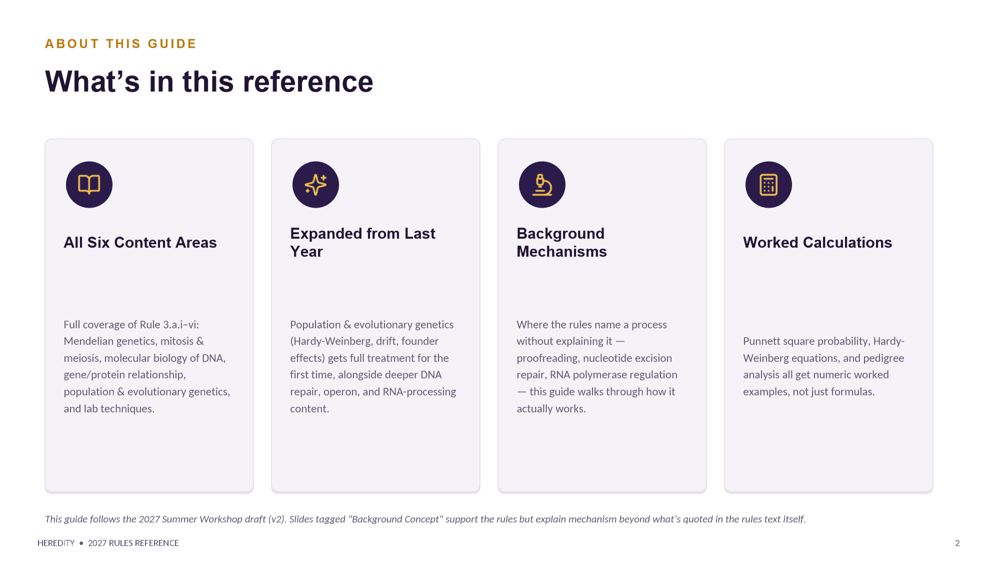 ABOUT THIS GUIDE
What’s in this reference
All Six Content Areas
Full coverage of Rule 3.a.i–vi:
Mendelian genetics, mitosis &
meiosis, molecular biology of DNA,
gene/protein relationship,
population & evolutionary genetics,
and lab techniques.
Expanded from Last
Year
Population & evolutionary genetics
(Hardy-Weinberg, drift, founder
effects) gets full treatment for the
first time, alongside deeper DNA
repair, operon, and RNA-processing
content.
Background
Mechanisms
Where the rules name a process
without explaining it —
proofreading, nucleotide excision
repair, RNA polymerase regulation
— this guide walks through how it
actually works.
Worked Calculations
Punnett square probability, Hardy-
Weinberg equations, and pedigree
analysis all get numeric worked
examples, not just formulas.
This guide follows the 2027 Summer Workshop draft (v2). Slides tagged "Background Concept" support the rules but explain mechanism beyond what’s quoted in the rules text itself.
HEREDITY • 2027 RULES REFERENCE
2